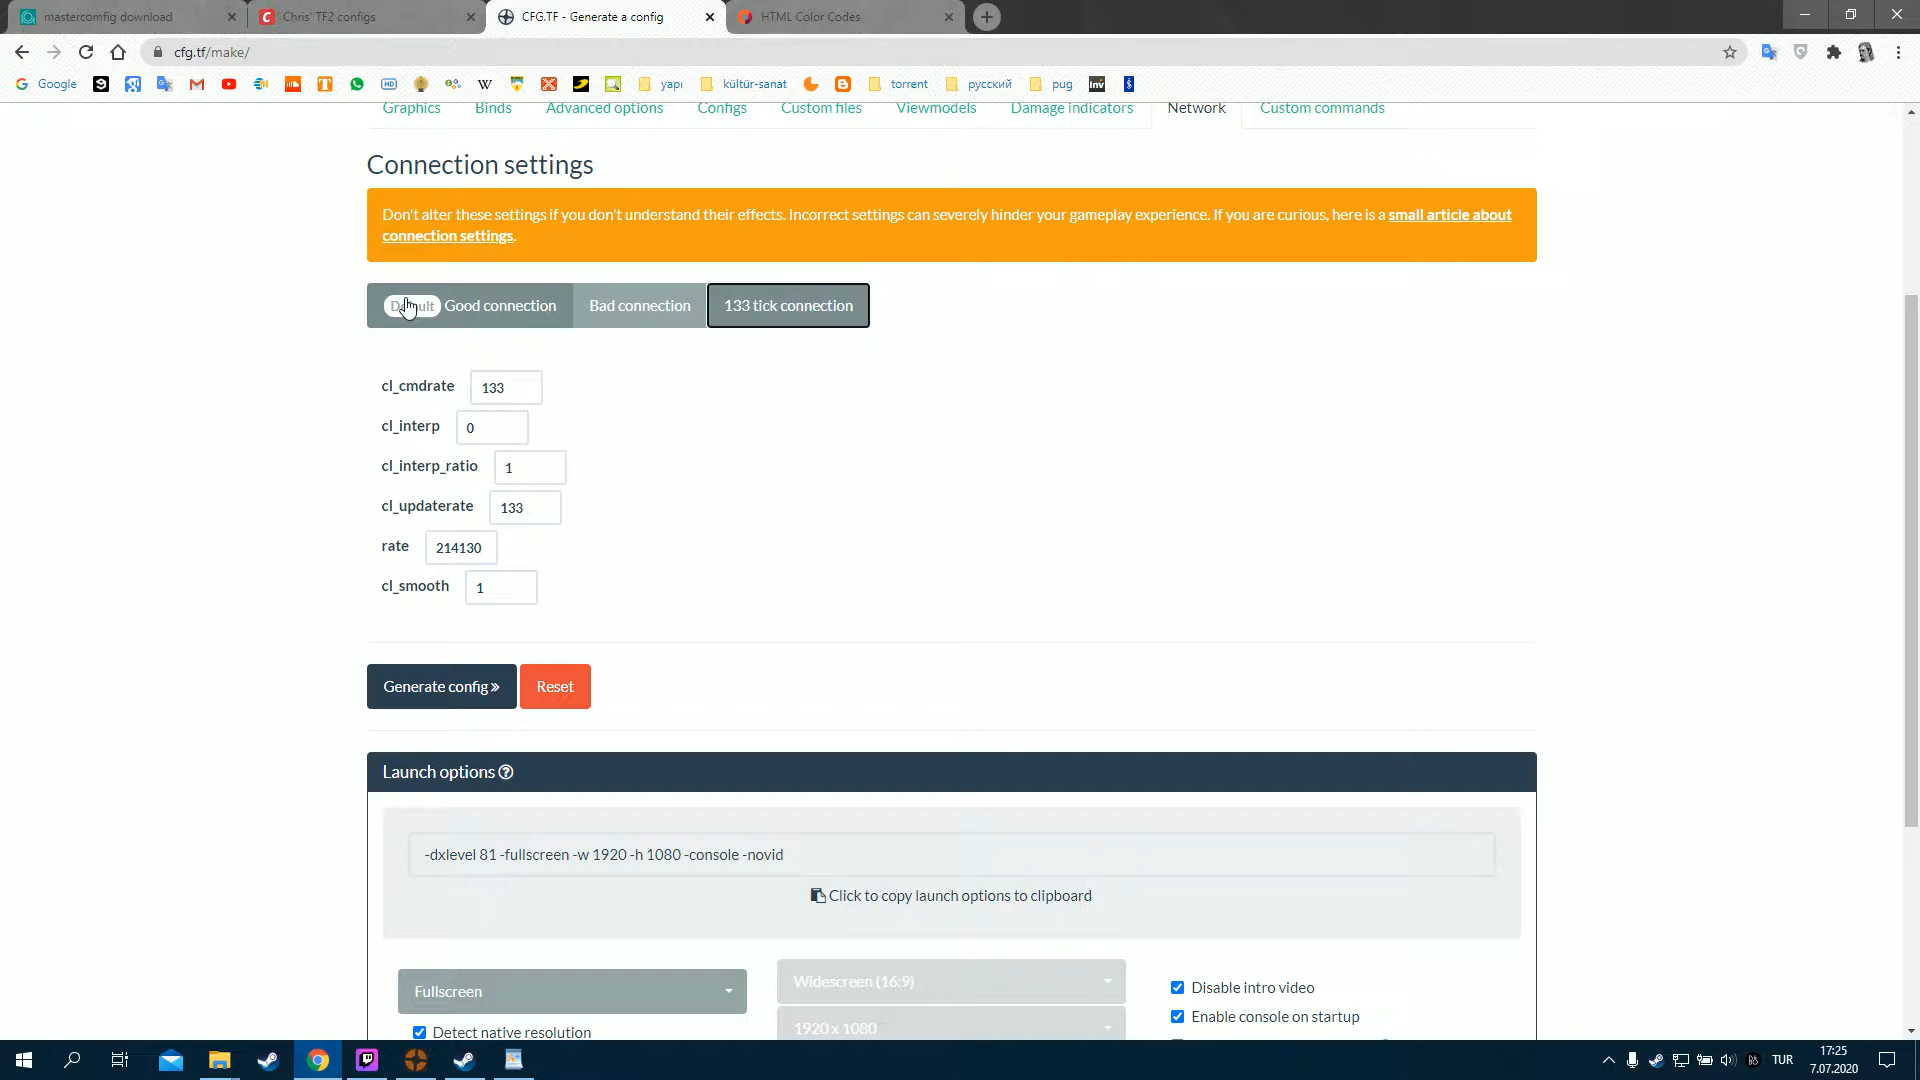 mastercomfig download
Chris' TF2 configs
CFG.TF - Generate a config
HTML Color Codes
cfg.tf/make/
Google
yapı
kültür-sanat
torrent
русский
pug
Inv
Graphics
Binds
Advanced options
Configs
Custom files
Viewmodels
Damage indicators
Network
Custom commands
Connection settings
Don't alter these settings if you don't understand their effects. Incorrect settings can severely hinder your gameplay experience. If you are curious, here is a small article about
connection settings.
Default Good connection
Bad connection
133 tick connection
cl_cmdrate 133
cl_interp 0
cl_interp_ratio 1
cl_updaterate 133
rate 214130
cl_smooth 1
Generate config »
Reset
Launch options
-dxlevel 81 -fullscreen -w 1920 -h 1080 -console -novid
Click to copy launch options to clipboard
Fullscreen
Widescreen (16:9)
Disable intro video
1920 x 1080
Enable console on startup
Detect native resolution
TUR
17:25
7.07.2020